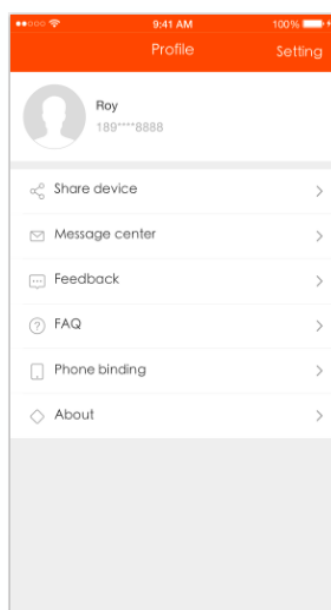 9:41 AM 100%
Profile Setting
Roy
189****8888
Share device
Message center
Feedback
FAQ
Phone binding
About